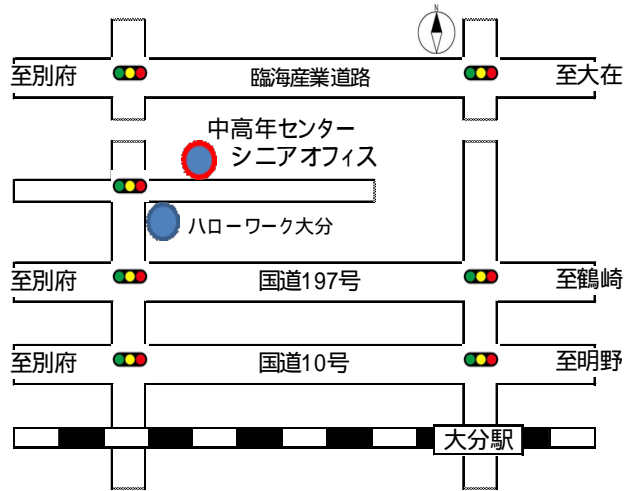 N
至別府 臨海産業道路 至大在
中高年センター
シニアオフィス
ハローワーク大分
至別府 国道197号 至鶴崎
至別府 国道10号 至明野
大分駅